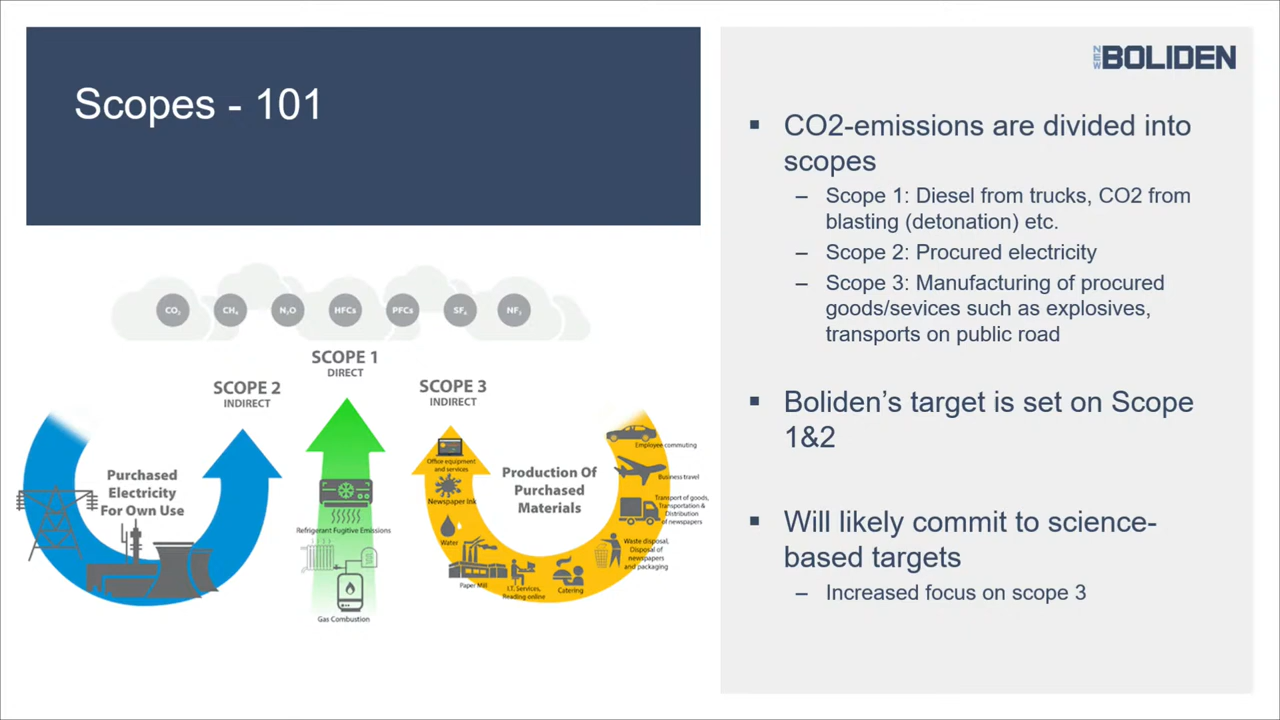 Scopes - 101
NEW BOLIDEN
▪ CO2-emissions are divided into
scopes
– Scope 1: Diesel from trucks, CO2 from
blasting (detonation) etc.
– Scope 2: Procured electricity
– Scope 3: Manufacturing of procured
goods/sevices such as explosives,
transports on public road
▪ Boliden’s target is set on Scope
1&2
▪ Will likely commit to science-
based targets
– Increased focus on scope 3
CO₂ CH₄ N₂O HFCs PFCs SF₆ NF₃
SCOPE 1
DIRECT
SCOPE 2
INDIRECT
SCOPE 3
INDIRECT
Purchased
Electricity
For Own Use
Refrigerant Fugitive Emissions
Gas Combustion
Production Of
Purchased
Materials
Office equipment
and services
Newspaper Ink
Water
Paper Mill
I.T. Services,
Reading online
Catering
Waste disposal,
Disposal of
newspapers
and packaging
Transport of goods,
Transportation &
Distribution
of newspapers
Business travel
Employee commuting